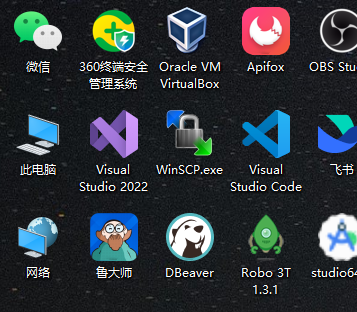 微信
360终端安全
管理系统
Oracle VM
VirtualBox
Apifox
OBS Stu
此电脑
Visual
Studio 2022
WinSCP.exe
Visual
Studio Code
飞书
网络
鲁大师
DBeaver
Robo 3T
1.3.1
studio64